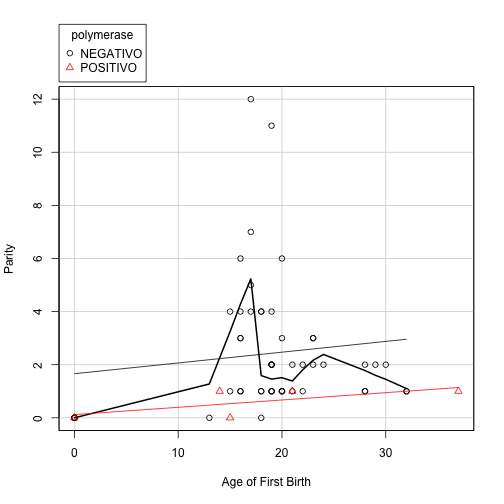 polymerase
NEGATIVO
POSITIVO
12
10
8
6
4
2
0
Parity
0 10 20 30
Age of First Birth